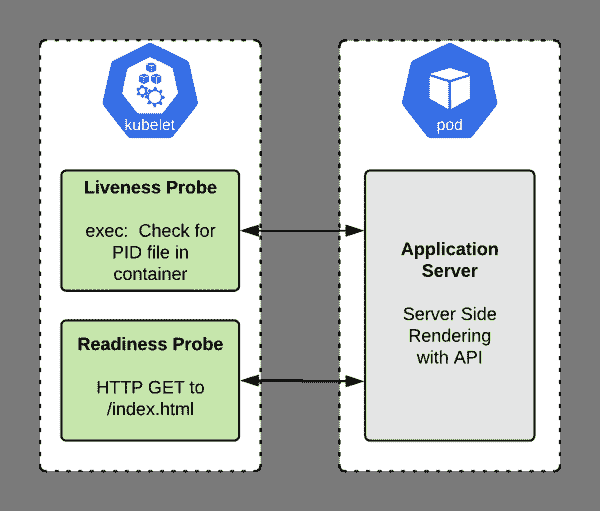 kubelet
Liveness Probe
exec: Check for
PID file in
container
Readiness Probe
HTTP GET to
/index.html
pod
Application
Server
Server Side
Rendering
with API